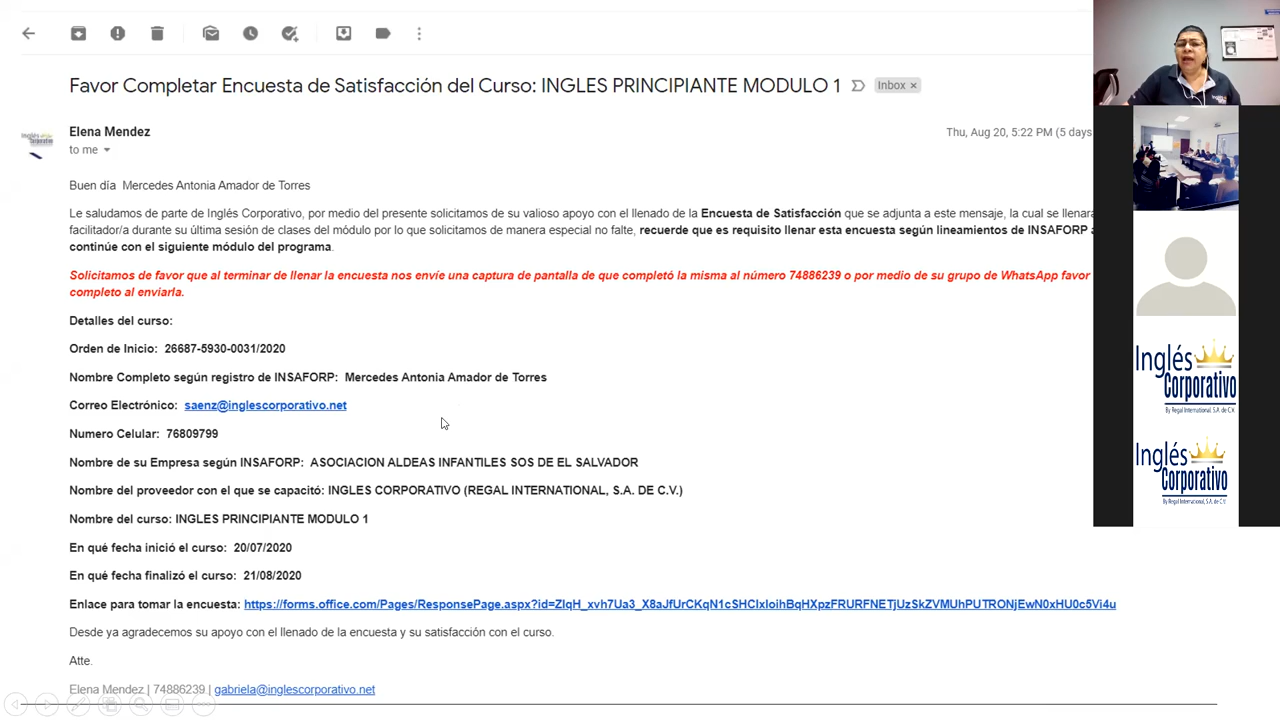 Favor Completar Encuesta de Satisfacción del Curso: INGLES PRINCIPIANTE MODULO 1
Inbox ×
Elena Mendez
Thu, Aug 20, 5:22 PM (5 days
to me
Buen día Mercedes Antonia Amador de Torres
Le saludamos de parte de Inglés Corporativo, por medio del presente solicitamos de su valioso apoyo con el llenado de la Encuesta de Satisfacción que se adjunta a este mensaje, la cual se llenara
facilitador/a durante su última sesión de clases del módulo por lo que solicitamos de manera especial no falte, recuerde que es requisito llenar esta encuesta según lineamientos de INSAFORP
continúe con el siguiente módulo del programa.
Solicitamos de favor que al terminar de llenar la encuesta nos envíe una captura de pantalla de que completó la misma al número 74886239 o por medio de su grupo de WhatsApp favor
completo al enviarla.
Detalles del curso:
Orden de Inicio: 26687-5930-0031/2020
Nombre Completo según registro de INSAFORP: Mercedes Antonia Amador de Torres
Correo Electrónico: saenz@inglescorporativo.net
Numero Celular: 76809799
Nombre de su Empresa según INSAFORP: ASOCIACION ALDEAS INFANTILES SOS DE EL SALVADOR
Nombre del proveedor con el que se capacitó: INGLES CORPORATIVO (REGAL INTERNATIONAL, S.A. DE C.V.)
Nombre del curso: INGLES PRINCIPIANTE MODULO 1
En qué fecha inició el curso: 20/07/2020
En qué fecha finalizó el curso: 21/08/2020
Enlace para tomar la encuesta: https://forms.office.com/Pages/ResponsePage.aspx?id=ZIqH_xvh7Ua3_X8aJfUrCKqN1cSHCIxIoihBqHXpzFRURFNETjUzSkZVMUhPUTRONjEwN0xHU0c5Vi4u
Desde ya agradecemos su apoyo con el llenado de la encuesta y su satisfacción con el curso.
Atte.
Elena Mendez | 74886239 | gabriela@inglescorporativo.net
Inglés
Corporativo
By Regal International, S.A. de C.V.
Inglés
Corporativo
By Regal International, S.A. de C.V.